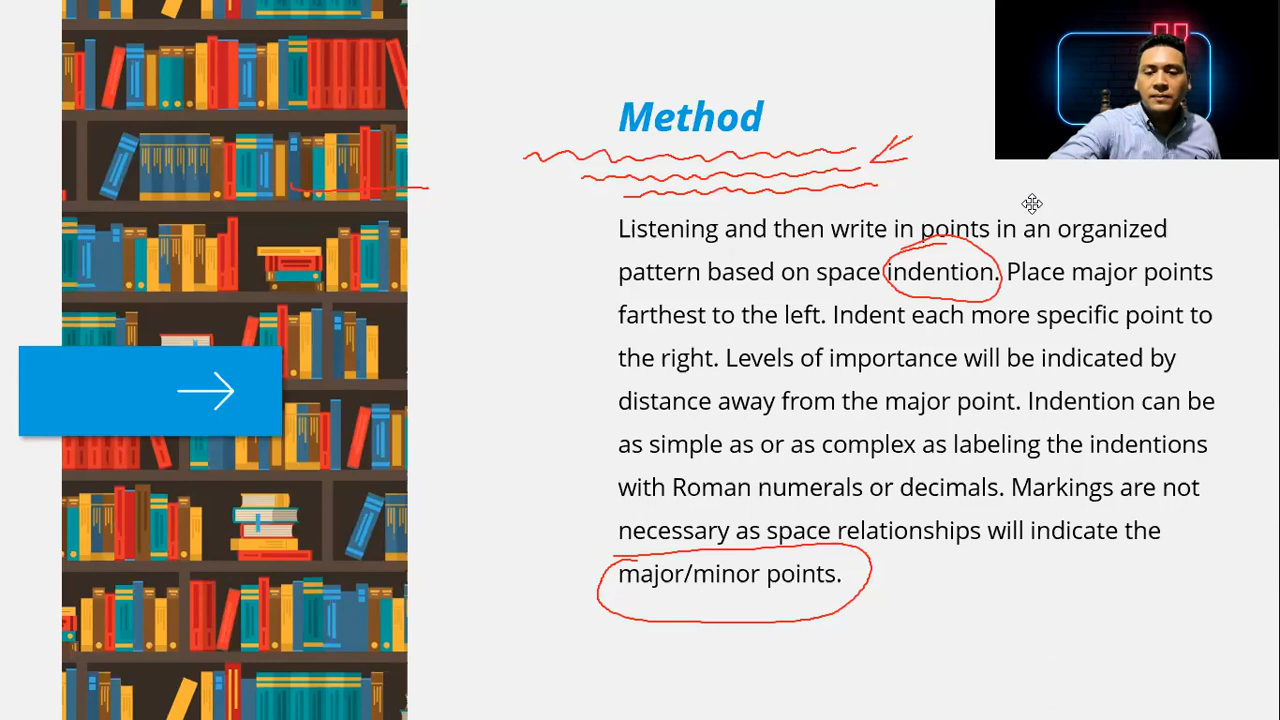 Method
Listening and then write in points in an organized
pattern based on space indention. Place major points
farthest to the left. Indent each more specific point to
the right. Levels of importance will be indicated by
distance away from the major point. Indention can be
as simple as or as complex as labeling the indentions
with Roman numerals or decimals. Markings are not
necessary as space relationships will indicate the
major/minor points.